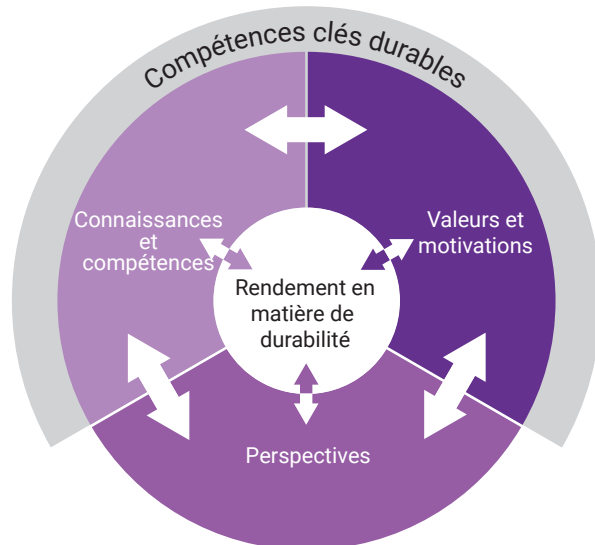 Compétences clés durables
Connaissances
et
compétences
Valeurs et
motivations
Rendement en
matière de
durabilité
Perspectives